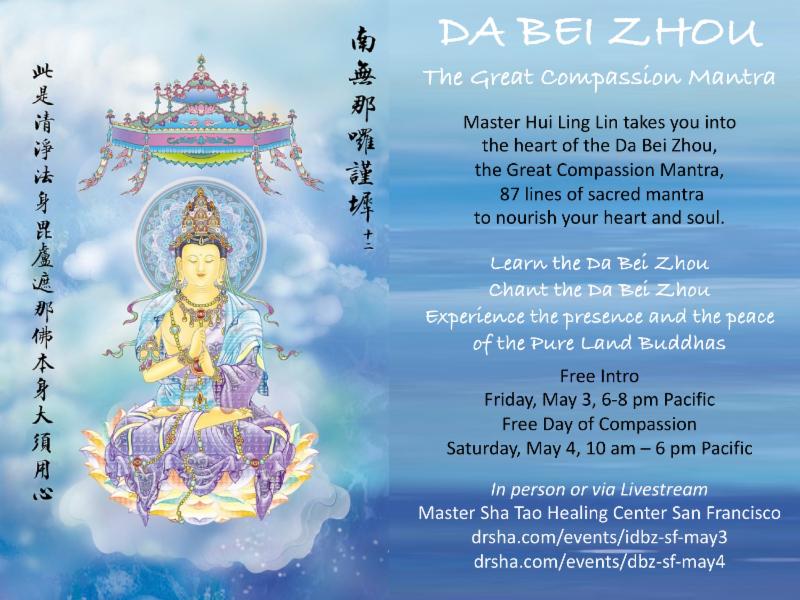 南無那囉謹墀十二
此是清淨法身毘盧遮那佛本身大須用心
DA BEI ZHOU
The Great Compassion Mantra
Master Hui Ling Lin takes you into
the heart of the Da Bei Zhou,
the Great Compassion Mantra,
87 lines of sacred mantra
to nourish your heart and soul.
Learn the Da Bei Zhou
Chant the Da Bei Zhou
Experience the presence and the peace
of the Pure Land Buddhas
Free Intro
Friday, May 3, 6-8 pm Pacific
Free Day of Compassion
Saturday, May 4, 10 am – 6 pm Pacific
In person or via Livestream
Master Sha Tao Healing Center San Francisco
drsha.com/events/idbz-sf-may3
drsha.com/events/dbz-sf-may4